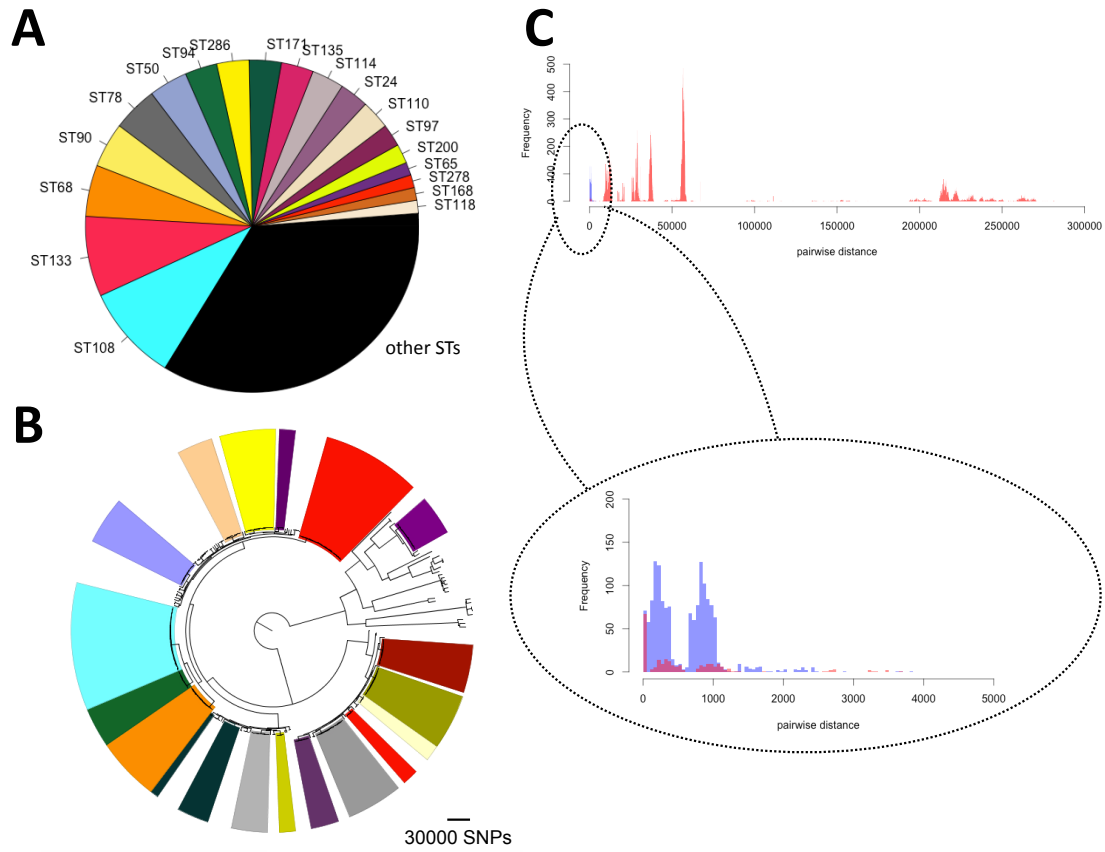 A
ST286
ST171
ST94
ST135
ST50
ST114
ST78
ST24
ST90
ST110
ST97
ST68
ST200
ST65
ST278
ST168
ST118
ST133
ST108
other STs
B
30000 SNPs
C
Frequency
500
400
300
200
100
0
0 50000 100000 150000 200000 250000 300000
pairwise distance
Frequency
200
150
100
50
0
0 1000 2000 3000 4000 5000
pairwise distance